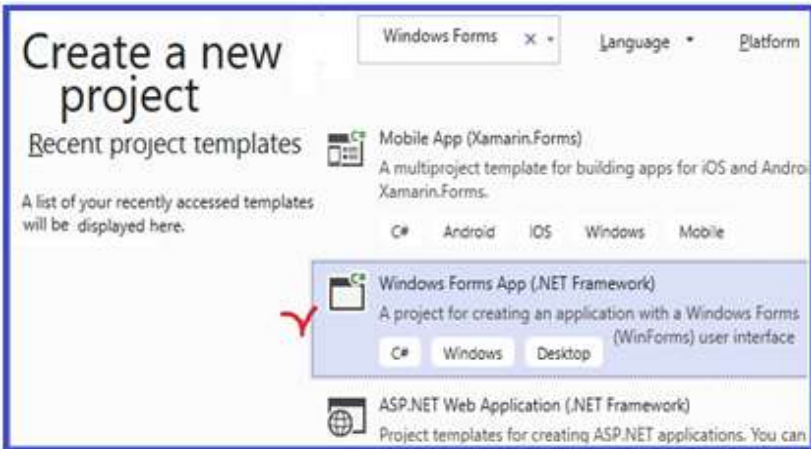 Create a new
project
Recent project templates
A list of your recently accessed templates
will be displayed here.
Windows Forms
Language
Platform
Mobile App (Xamarin.Forms)
A multiproject template for building apps for iOS and Androi
Xamarin.Forms.
C# Android IOS Windows Mobile
Windows Forms App (.NET Framework)
A project for creating an application with a Windows Forms
(WinForms) user interface
C# Windows Desktop
ASP.NET Web Application (.NET Framework)
Project templates for creating ASP.NET applications. You can